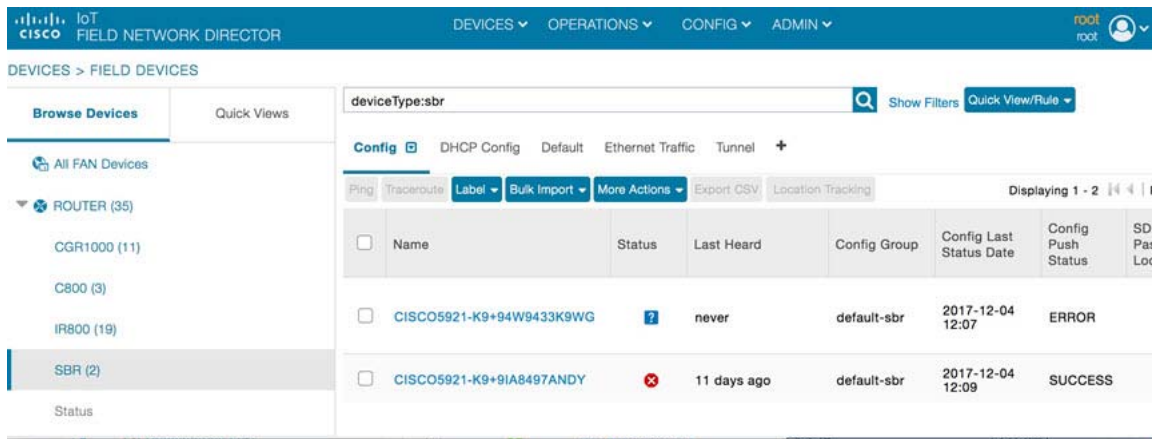 cisco IoT FIELD NETWORK DIRECTOR
DEVICES OPERATIONS CONFIG ADMIN
root
root
DEVICES > FIELD DEVICES
Browse Devices Quick Views
All FAN Devices
ROUTER (35)
CGR1000 (11)
C800 (3)
IR800 (19)
SBR (2)
Status
deviceType:sbr
Show Filters Quick View/Rule
Config DHCP Config Default Ethernet Traffic Tunnel +
Ping Traceroute Label Bulk Import More Actions Export CSV Location Tracking
Displaying 1 - 2
Name Status Last Heard Config Group Config Last Status Date Config Push Status
CISCO5921-K9+94W9433K9WG ? never default-sbr 2017-12-04 12:07 ERROR
CISCO5921-K9+9IA8497ANDY 11 days ago default-sbr 2017-12-04 12:09 SUCCESS